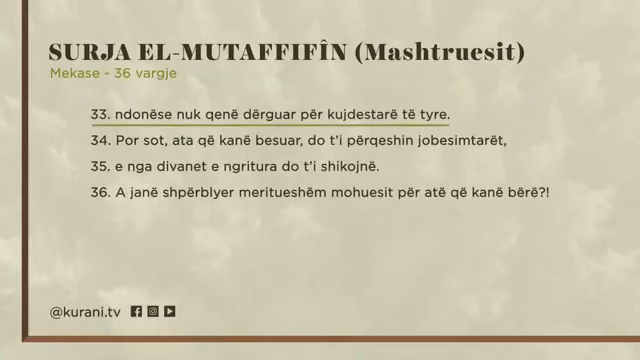 SURJA EL-MUTAFFIFÎN (Mashtruesit)
Mekase - 36 vargje
33. ndonëse nuk qenë dërguar për kujdestarë të tyre.
34. Por sot, ata që kanë besuar, do t'i përqeshin jobesimtarët,
35. e nga divanet e ngritura do t'i shikojnë.
36. A janë shpërblyer meritueshëm mohuesit për atë që kanë bërë?!
@kurani.tv